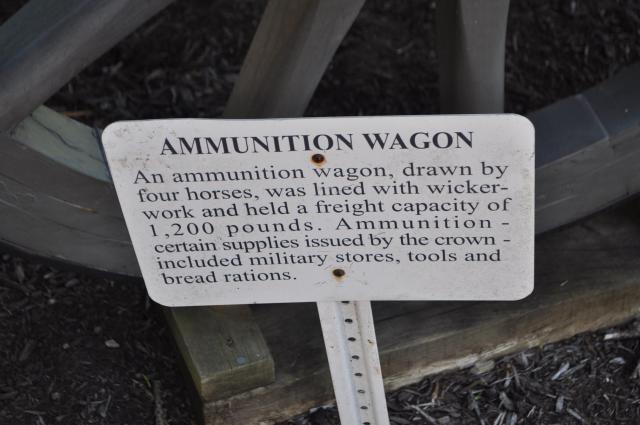 AMMUNITION WAGON
An ammunition wagon, drawn by
four horses, was lined with wicker-
work and held a freight capacity of
1,200 pounds. Ammunition -
certain supplies issued by the crown -
included military stores, tools and
bread rations.